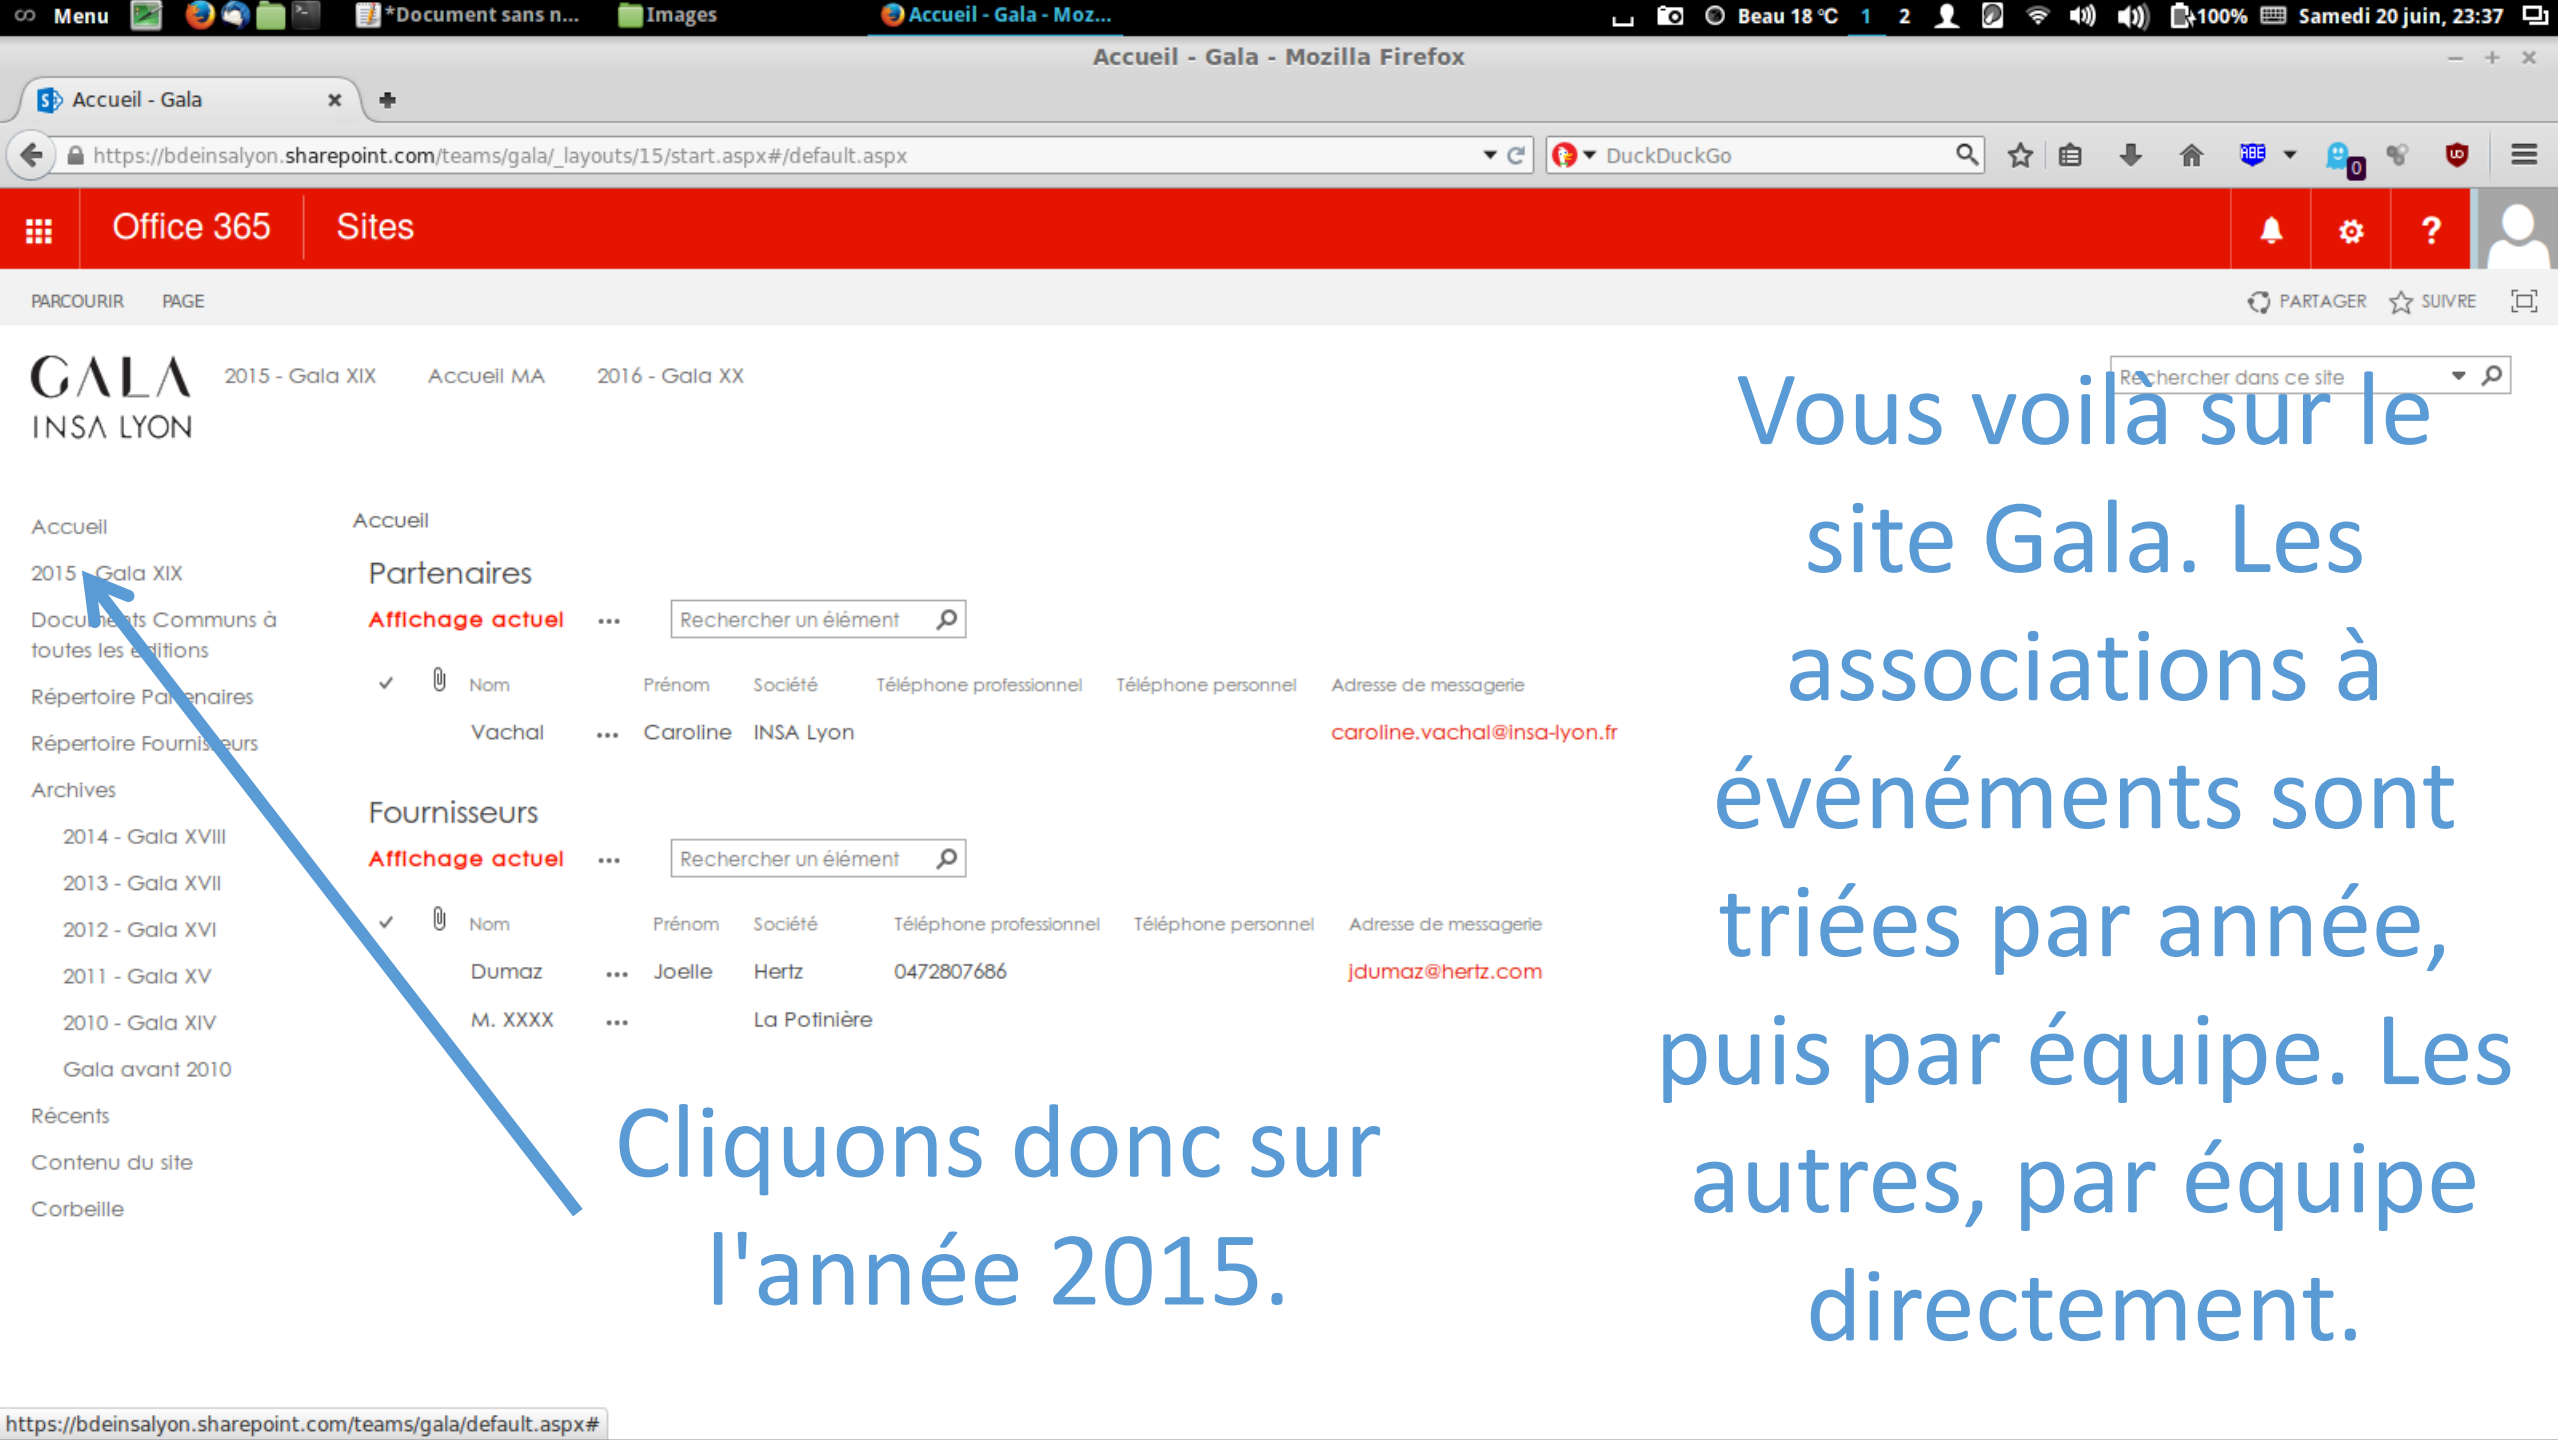 Menu *Document sans n... Images Accueil - Gala - Moz... Beau 18 °C 1 2 100% Samedi 20 juin, 23:37
Accueil - Gala - Mozilla Firefox
Accueil - Gala
https://bdeinsalyon.sharepoint.com/teams/gala/_layouts/15/start.aspx#/default.aspx DuckDuckGo ABE 0
Office 365 Sites ?
PARCOURIR PAGE PARTAGER SUIVRE
GALA
INSA LYON
2015 - Gala XIX Accueil MA 2016 - Gala XX
Rechercher dans ce site
Accueil
2015 - Gala XIX
Documents Communs à
toutes les éditions
Répertoire Partenaires
Répertoire Fournisseurs
Archives
2014 - Gala XVIII
2013 - Gala XVII
2012 - Gala XVI
2011 - Gala XV
2010 - Gala XIV
Gala avant 2010
Récents
Contenu du site
Corbeille
Accueil
Partenaires
Affichage actuel ... Rechercher un élément
Nom Prénom Société Téléphone professionnel Téléphone personnel Adresse de messagerie
Vachal ... Caroline INSA Lyon caroline.vachal@insa-lyon.fr
Fournisseurs
Affichage actuel ... Rechercher un élément
Nom Prénom Société Téléphone professionnel Téléphone personnel Adresse de messagerie
Dumaz ... Joelle Hertz 0472807686 jdumaz@hertz.com
M. XXXX ... La Potinière
Cliquons donc sur
l'année 2015.
Vous voilà sur le
site Gala. Les
associations à
événéments sont
triées par année,
puis par équipe. Les
autres, par équipe
directement.
https://bdeinsalyon.sharepoint.com/teams/gala/default.aspx#